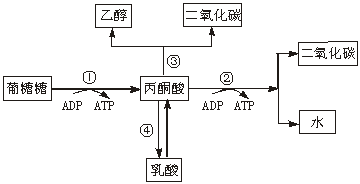 乙醇 二氧化碳
③
葡糖糖 ① ADP ATP 丙酮酸 ② ADP ATP 二氧化碳
水
④
乳酸